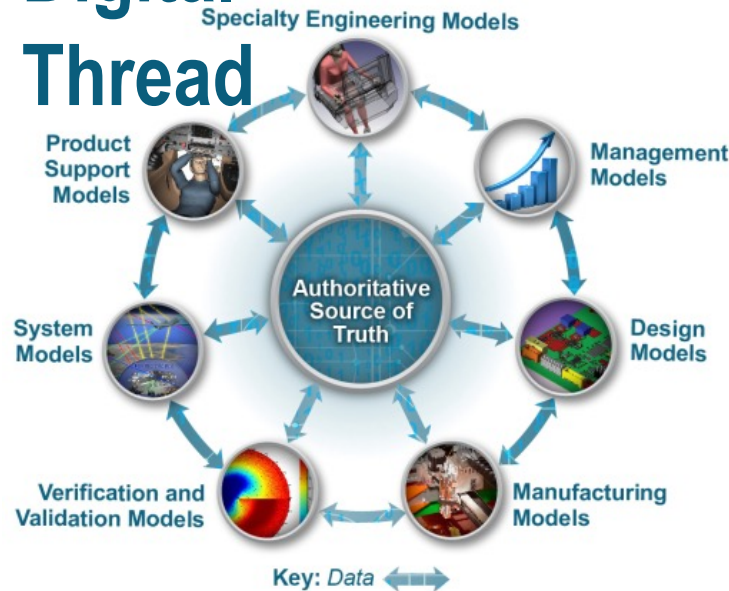 Digital
Thread
Specialty Engineering Models
Product
Support
Models
Management
Models
Authoritative
Source of
Truth
System
Models
Design
Models
Verification and
Validation Models
Manufacturing
Models
Key: Data